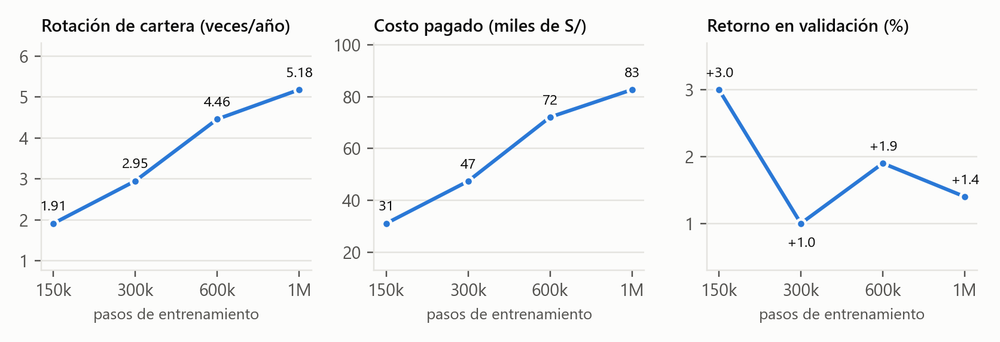 Rotación de cartera (veces/año)
6
5
4
3
2
1
1.91
2.95
4.46
5.18
150k
300k
600k
1M
pasos de entrenamiento
Costo pagado (miles de S/)
100
80
60
40
20
31
47
72
83
150k
300k
600k
1M
pasos de entrenamiento
Retorno en validación (%)
3
2
1
+3.0
+1.0
+1.9
+1.4
150k
300k
600k
1M
pasos de entrenamiento